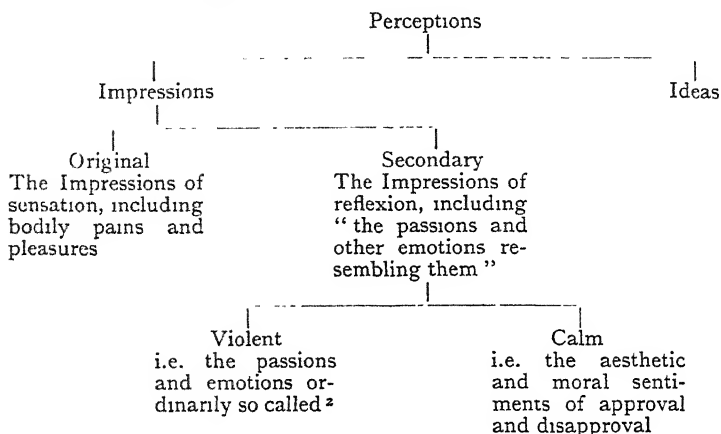 Perceptions
Impressions
Ideas
Original
The Impressions of
sensation, including
bodily pains and
pleasures
Secondary
The Impressions of
reflexion, including
“ the passions and
other emotions re-
sembling them ”
Violent
i.e. the passions
and emotions or-
dinarily so called ²
Calm
i.e. the aesthetic
and moral senti-
ments of approval
and disapproval